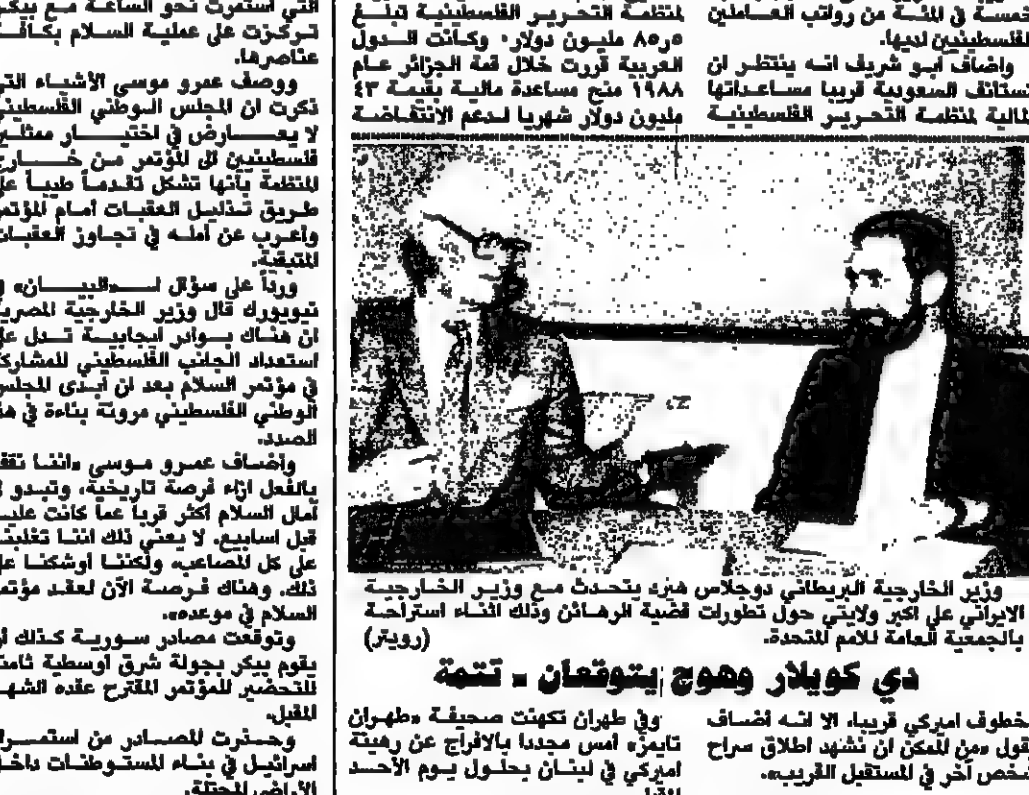 خمسة في المئة من رواتب العاملين
الفلسطينيين لديها.
واضاف ابو شريف انه ينتظر ان
تستانف السعودية قريبا مساعداتها
المالية لمنظمة التحرير الفلسطينية
لمنظمة التحرير الفلسطينية تبلغ
٨٥ر٥ مليون دولار. وكانت الدول
العربية قررت خلال قمة الجزائر عام
١٩٨٨ منح مساعدة مالية بقيمة ٤٣
مليون دولار شهريا لدعم الانتفاضة
وزير الخارجية البريطاني دوجلاس هيرد يتحدث مع وزير الخارجية
الايراني علي اكبر ولايتي حول تطورات قضية الرهائن وذلك اثناء استراحة
بالجمعية العامة للامم المتحدة. (رويتر)
دي كويلار وهوج يتوقعان - تتمة
خطوف اميركي قريبا، الا انه أضاف
يقول «من الممكن ان نشهد اطلاق سراح
شخص آخر في المستقبل القريب».
وفي طهران تكهنت صحيفة «طهران
تايمز» أمس مجددا بالافراج عن رهينة
اميركي في لبنان بحلول يوم الأحد
التي استمرت نحو الساعة مع بيكر
تركزت على عملية السلام بكافة
عناصرها.
ووصف عمرو موسى الأشياء التي
ذكرت ان المجلس الوطني الفلسطيني
لا يعارض في اختيار ممثلين
فلسطينيين الى المؤتمر من خارج
المنظمة بأنها تشكل تقدماً طيباً على
طريق تذليل العقبات أمام المؤتمر
وأعرب عن أمله في تجاوز العقبات
المتبقية.
ورداً على سؤال لـ«البيان»
نيويورك قال وزير الخارجية المصرية
ان هناك بوادر ايجابية تدل على
استعداد الجانب الفلسطيني للمشاركة
في مؤتمر السلام بعد ان أبدى المجلس
الوطني الفلسطيني مرونة بناءة في هذا
الصدد.
وأضاف عمرو موسى «اننا نقف
بالفعل ازاء فرصة تاريخية، وتبدو
آمال السلام أكثر قرباً عما كانت عليه
قبل اسابيع. لا يعني ذلك اننا تغلبنا
على كل المصاعب، ولكننا أوشكنا على
ذلك. وهناك فرصة الآن لعقد مؤتمر
السلام في موعده».
وتوقعت مصادر سورية كذلك أن
يقوم بيكر بجولة شرق أوسطية ثامنة
للتحضير للمؤتمر المقترح عقده الشهر
المقبل.
وحذرت المصادر من استمرار
اسرائيل في بناء المستوطنات داخل
الأراضي المحتلة.